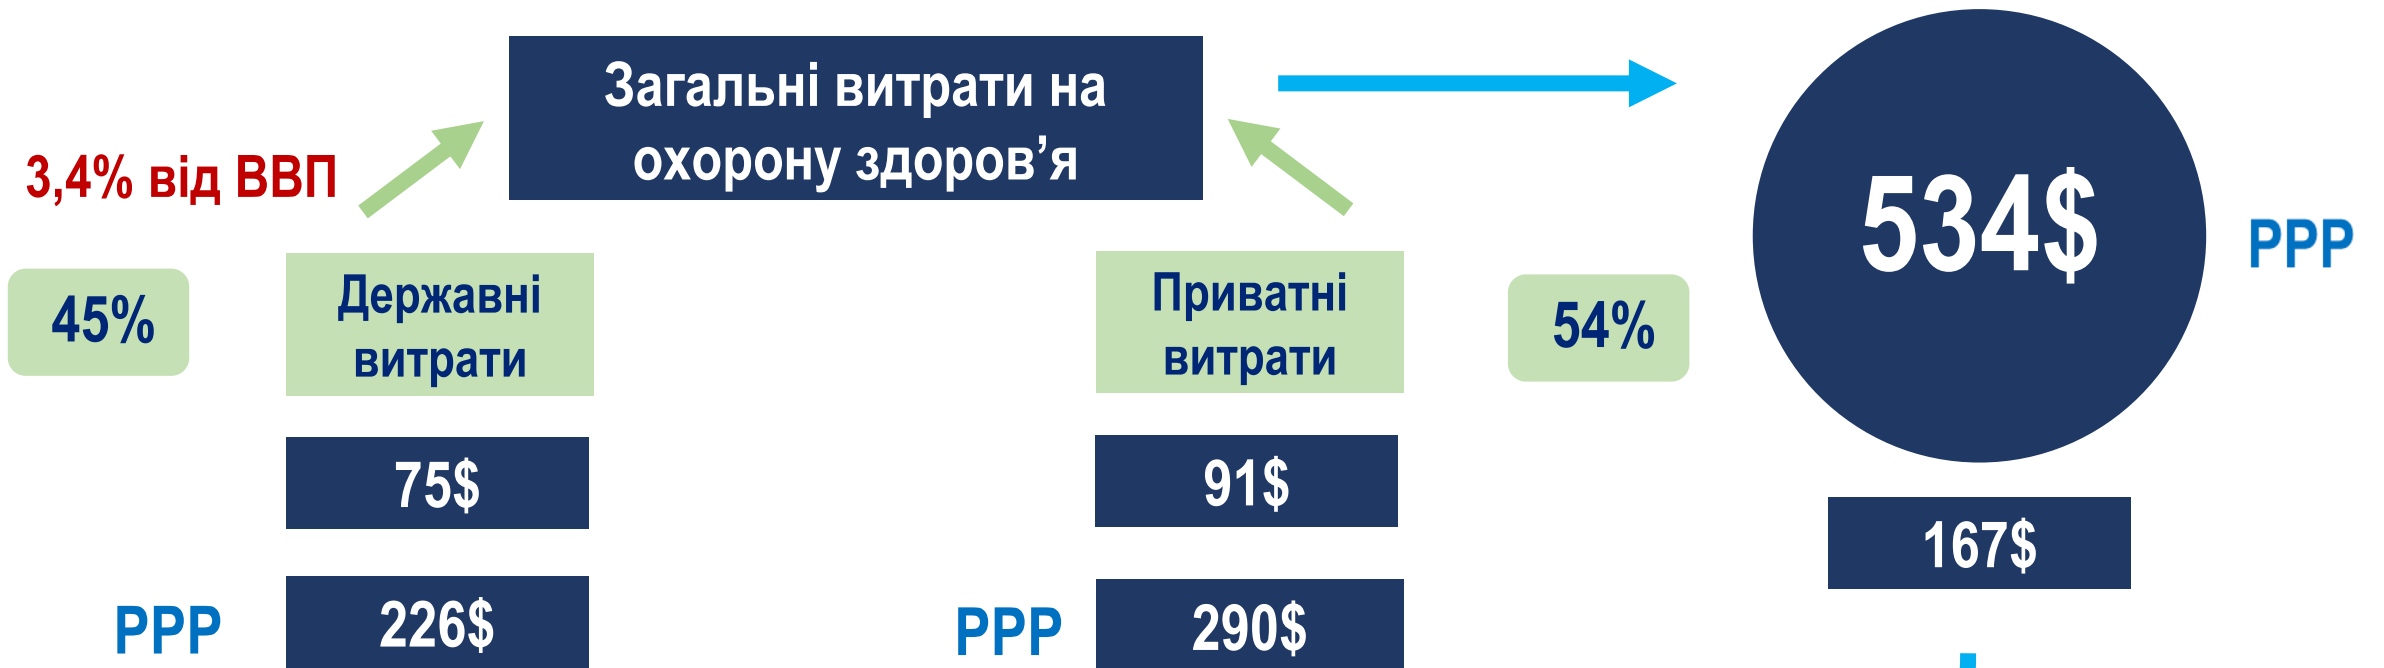 Загальні витрати на
охорону здоров’я
3,4% від ВВП
534$
PPP
45%
Державні
витрати
Приватні
витрати
54%
75$
91$
167$
PPP
226$
PPP
290$